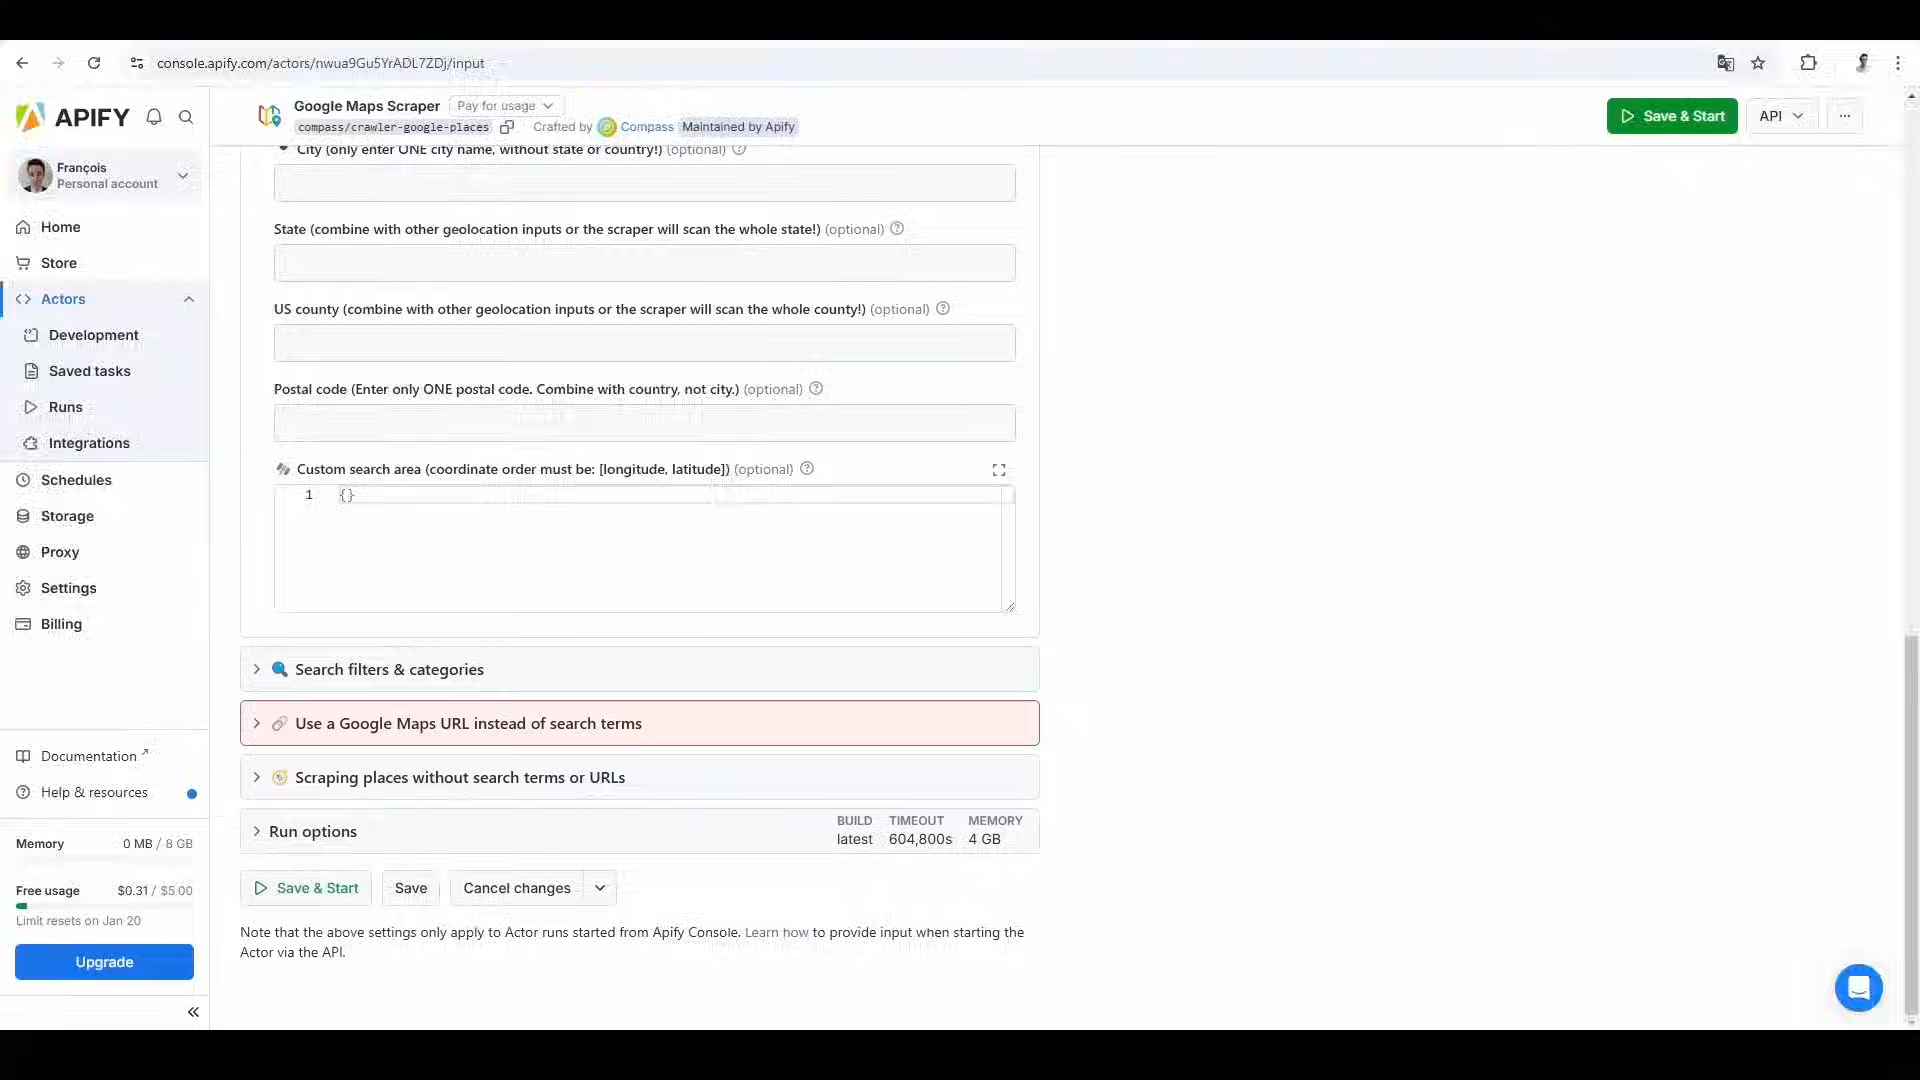 console.apify.com/actors/nwua9Gu5YrADL7ZDj/input
APIFY
François
Personal account
Home
Store
Actors
Development
Saved tasks
Runs
Integrations
Schedules
Storage
Proxy
Settings
Billing
Documentation
Help & resources
Memory 0 MB / 8 GB
Free usage $0.31 / $5.00
Limit resets on Jan 20
Upgrade
Google Maps Scraper Pay for usage
compass/crawler-google-places Crafted by Compass Maintained by Apify
Save & Start API
City (only enter ONE city name, without state or country!) (optional)
State (combine with other geolocation inputs or the scraper will scan the whole state!) (optional)
US county (combine with other geolocation inputs or the scraper will scan the whole county!) (optional)
Postal code (Enter only ONE postal code. Combine with country, not city.) (optional)
Custom search area (coordinate order must be: [longitude, latitude]) (optional)
1 {}
Search filters & categories
Use a Google Maps URL instead of search terms
Scraping places without search terms or URLs
Run options BUILD TIMEOUT MEMORY
latest 604,800s 4 GB
Save & Start Save Cancel changes
Note that the above settings only apply to Actor runs started from Apify Console. Learn how to provide input when starting the
Actor via the API.